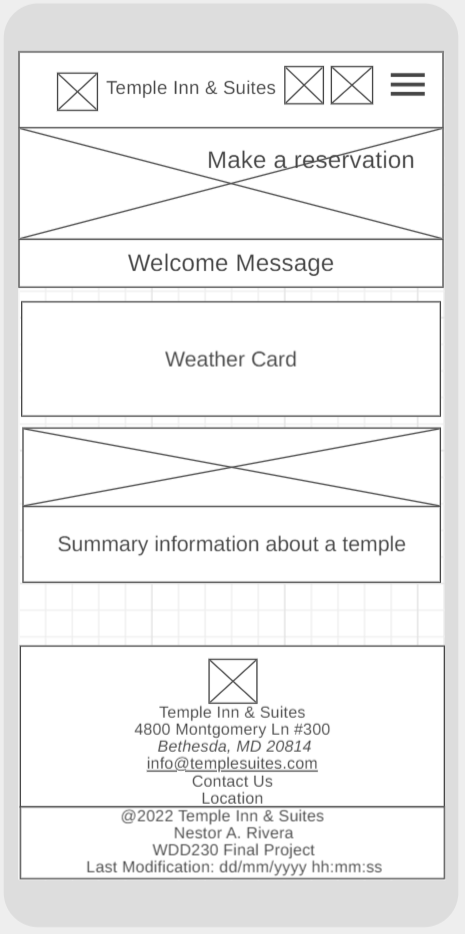 Temple Inn & Suites
Make a reservation
Welcome Message
Weather Card
Summary information about a temple
Temple Inn & Suites
4800 Montgomery Ln #300
Bethesda, MD 20814
info@templesuites.com
Contact Us
Location
@2022 Temple Inn & Suites
Nestor A. Rivera
WDD230 Final Project
Last Modification: dd/mm/yyyy hh:mm:ss